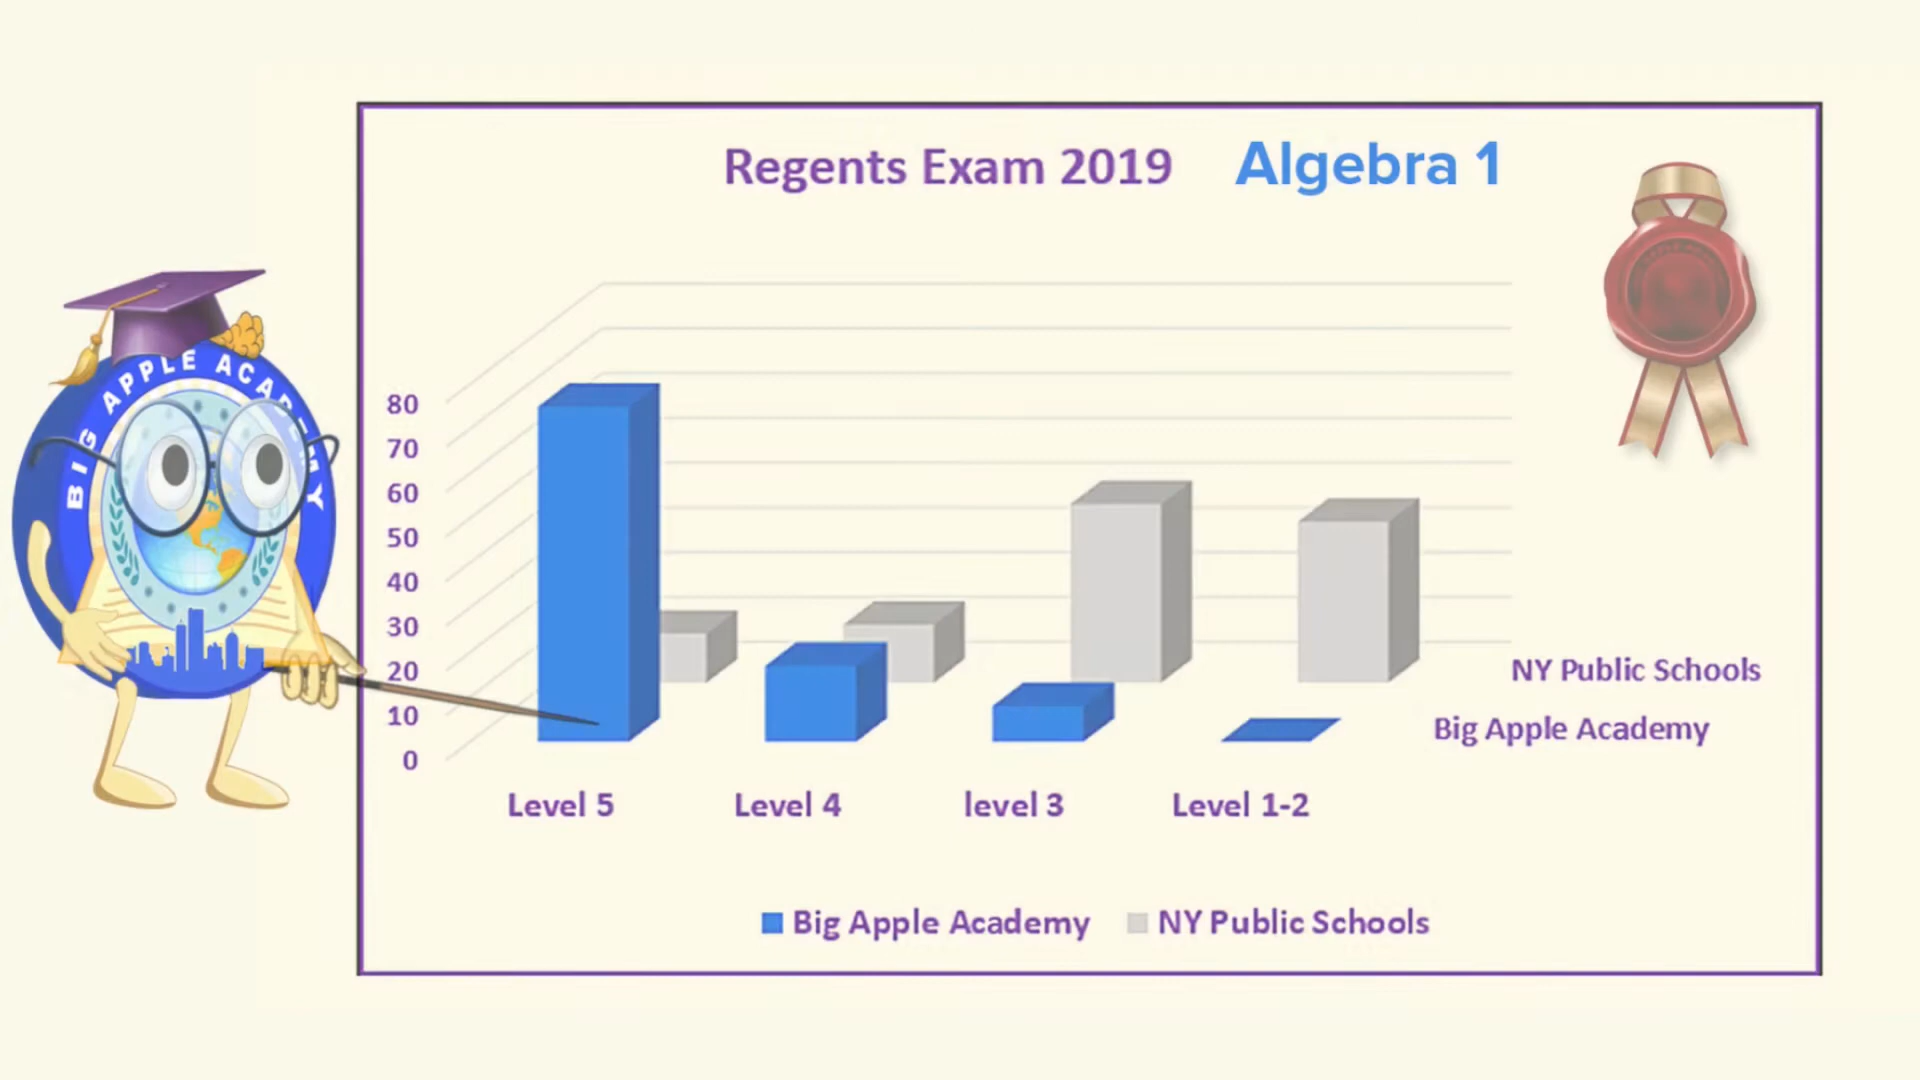 Regents Exam 2019 Algebra 1
BIG APPLE ACADEMY
80
70
60
50
40
30
20
10
0
NY Public Schools
Big Apple Academy
Level 5 Level 4 level 3 Level 1-2
Big Apple Academy NY Public Schools